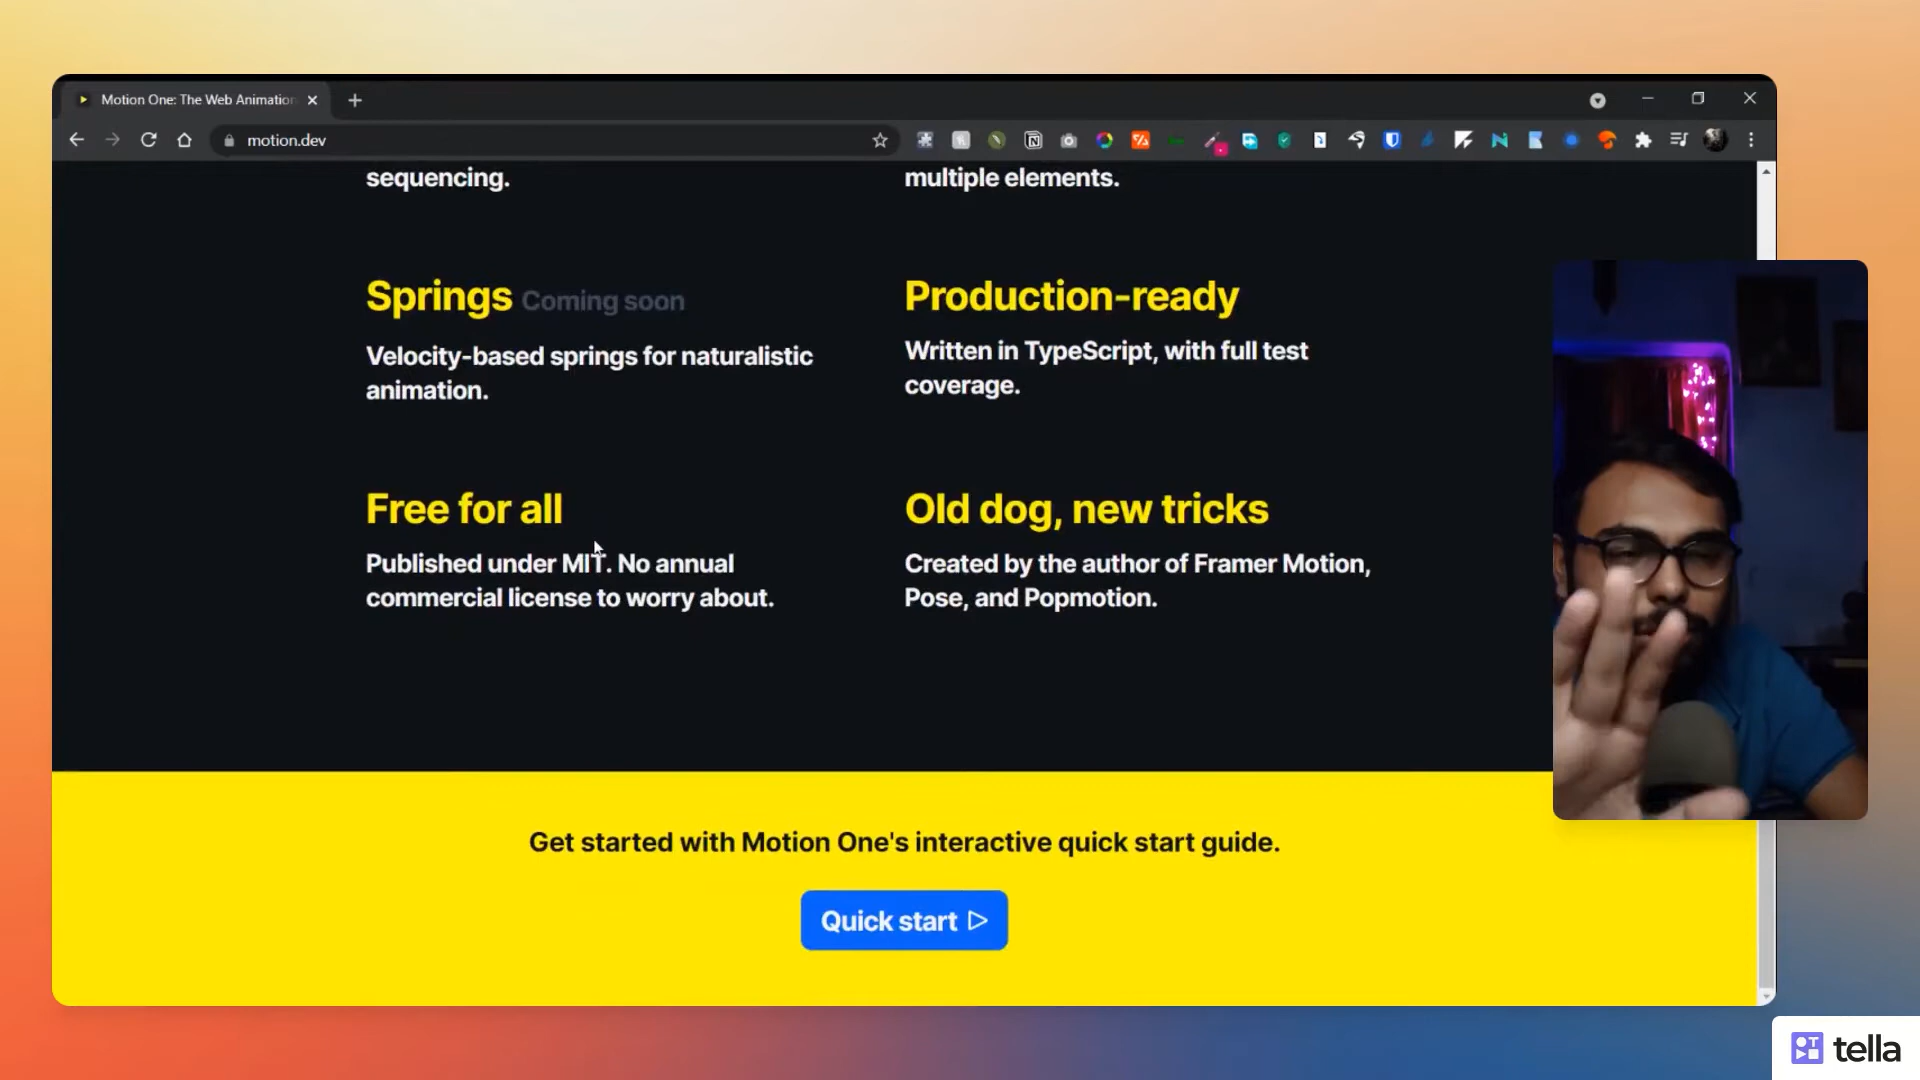 Motion One: The Web Animation
motion.dev
sequencing.
multiple elements.
Springs Coming soon
Velocity-based springs for naturalistic
animation.
Production-ready
Written in TypeScript, with full test
coverage.
Free for all
Published under MIT. No annual
commercial license to worry about.
Old dog, new tricks
Created by the author of Framer Motion,
Pose, and Popmotion.
Get started with Motion One's interactive quick start guide.
Quick start
tella